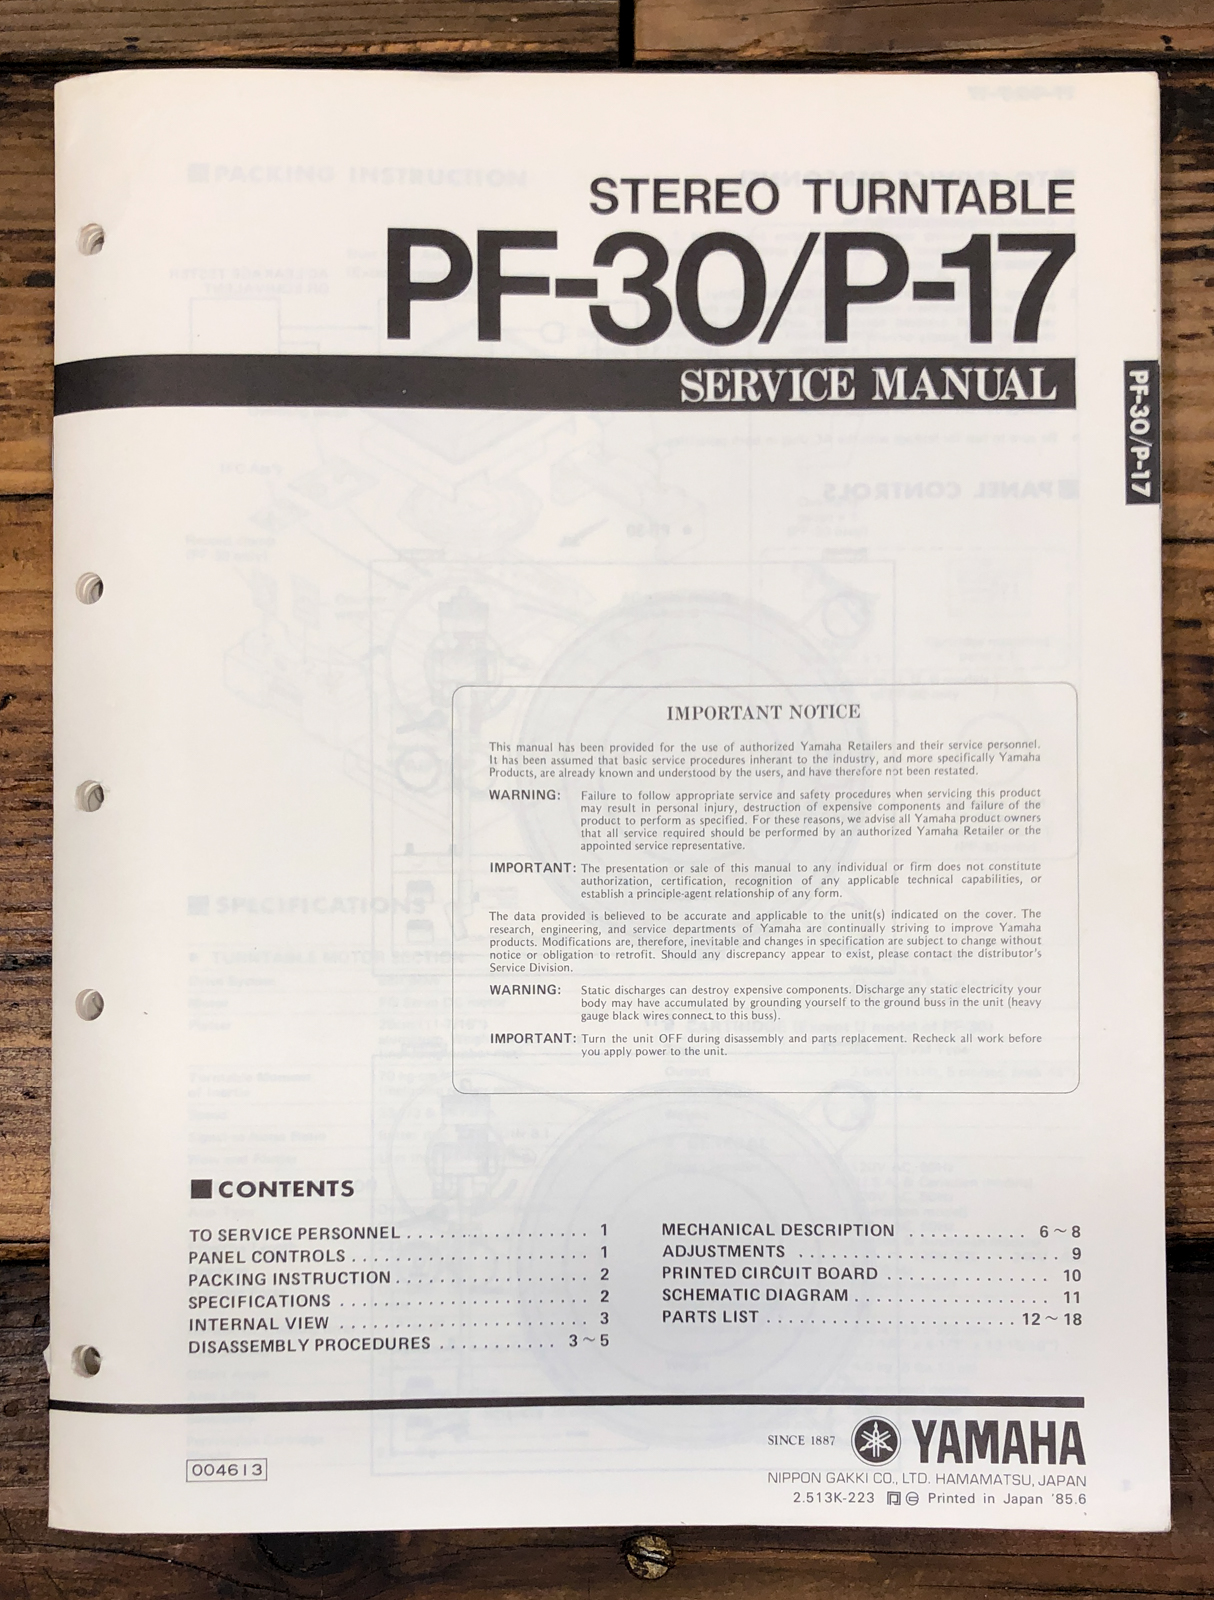 STEREO TURNTABLE
PF-30/P-17
SERVICE MANUAL
PF-30/P-17
IMPORTANT NOTICE
This manual has been provided for the use of authorized Yamaha Retailers and their service personnel.
It has been assumed that basic service procedures inherant to the industry, and more specifically Yamaha
Products, are already known and understood by the users, and have therefore not been restated.
WARNING: Failure to follow appropriate service and safety procedures when servicing this product
may result in personal injury, destruction of expensive components and failure of the
product to perform as specified. For these reasons, we advise all Yamaha product owners
that all service required should be performed by an authorized Yamaha Retailer or the
appointed service representative.
IMPORTANT: The presentation or sale of this manual to any individual or firm does not constitute
authorization, certification, recognition of any applicable technical capabilities, or
establish a principle-agent relationship of any form.
The data provided is believed to be accurate and applicable to the unit(s) indicated on the cover. The
research, engineering, and service departments of Yamaha are continually striving to improve Yamaha
products. Modifications are, therefore, inevitable and changes in specification are subject to change without
notice or obligation to retrofit. Should any discrepancy appear to exist, please contact the distributor's
Service Division.
WARNING: Static discharges can destroy expensive components. Discharge any static electricity your
body may have accumulated by grounding yourself to the ground buss in the unit (heavy
gauge black wires connect to this buss).
IMPORTANT: Turn the unit OFF during disassembly and parts replacement. Recheck all work before
you apply power to the unit.
■ CONTENTS
TO SERVICE PERSONNEL . . . . . . . . . . . . . . . . . . 1
PANEL CONTROLS . . . . . . . . . . . . . . . . . . . . . . 1
PACKING INSTRUCTION . . . . . . . . . . . . . . . . . . . 2
SPECIFICATIONS . . . . . . . . . . . . . . . . . . . . . . . 2
INTERNAL VIEW . . . . . . . . . . . . . . . . . . . . . . . 3
DISASSEMBLY PROCEDURES . . . . . . . . . . . 3 ~ 5
MECHANICAL DESCRIPTION . . . . . . . . . . . 6 ~ 8
ADJUSTMENTS . . . . . . . . . . . . . . . . . . . . . . . . 9
PRINTED CIRCUIT BOARD . . . . . . . . . . . . . . . 10
SCHEMATIC DIAGRAM . . . . . . . . . . . . . . . . . . 11
PARTS LIST . . . . . . . . . . . . . . . . . . . . . . . 12 ~ 18
SINCE 1887 YAMAHA
004613
NIPPON GAKKI CO., LTD. HAMAMATSU, JAPAN
2.513K-223 Printed in Japan '85.6